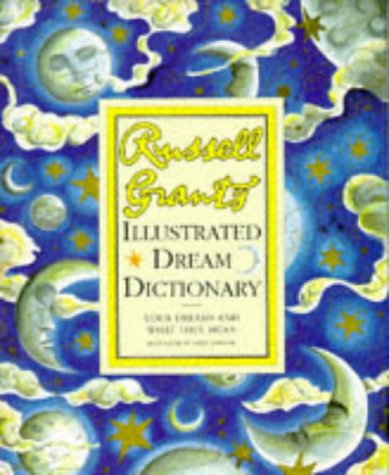 Russell
Grant's
ILLUSTRATED
DREAM
DICTIONARY
YOUR DREAMS AND
WHAT THEY MEAN